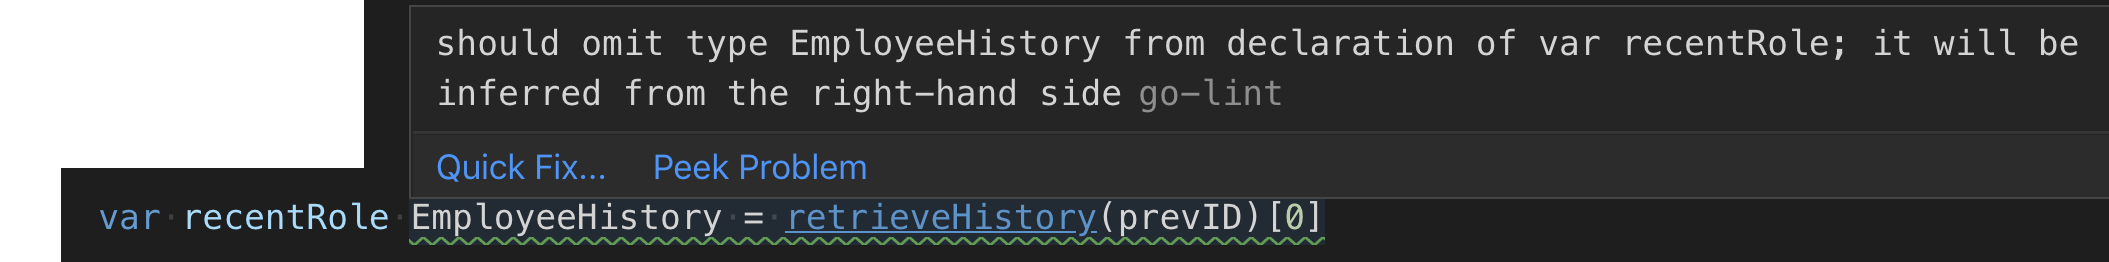 should omit type EmployeeHistory from declaration of var recentRole; it will be
inferred from the right-hand side go-lint
Quick Fix... Peek Problem
var recentRole EmployeeHistory = retrieveHistory(prevID)[0]